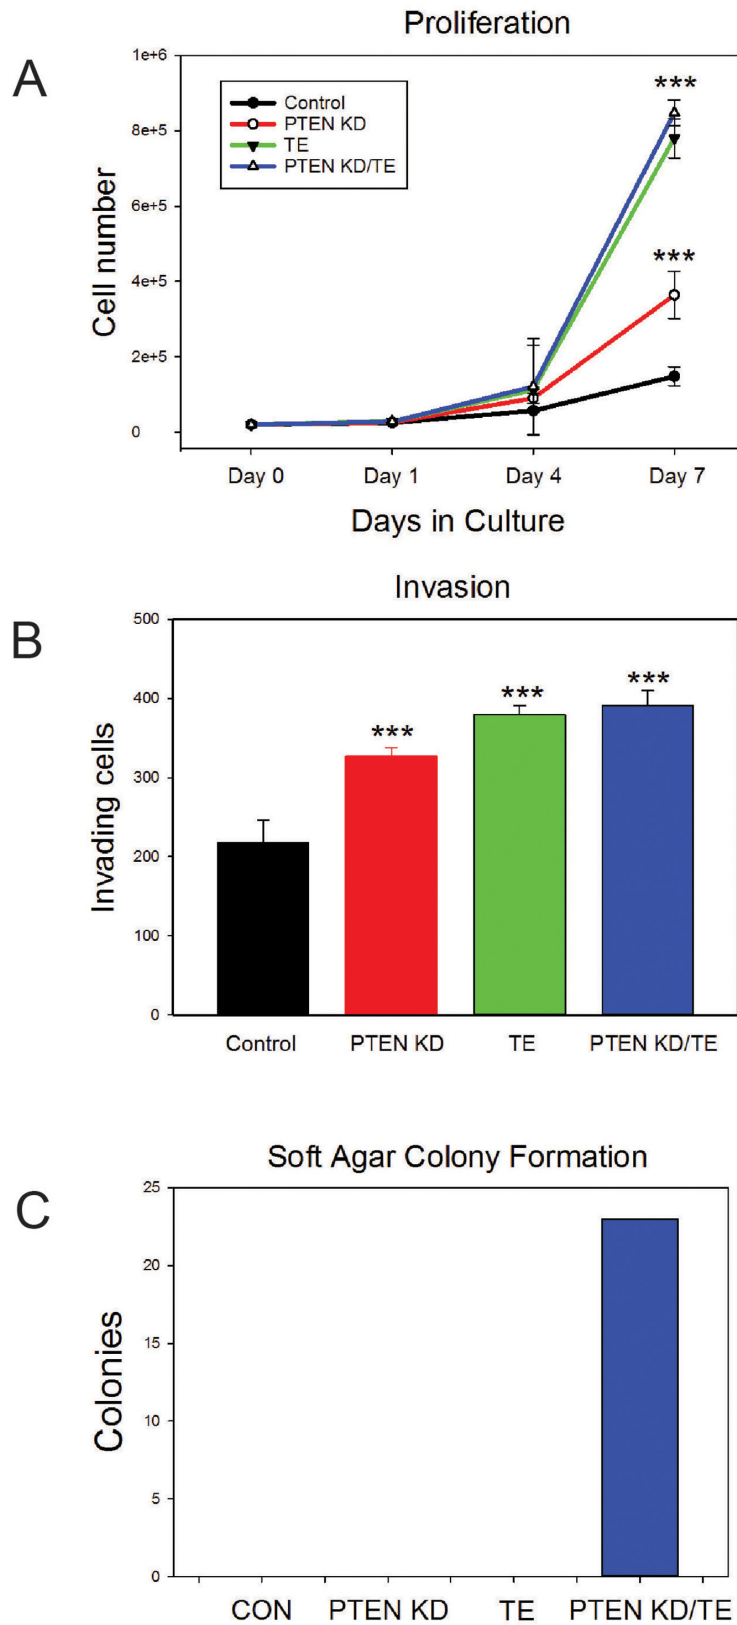 Proliferation
A
1e+6
8e+5
6e+5
4e+5
2e+5
0
Cell number
Control
PTEN KD
TE
PTEN KD/TE
***
***
Day 0 Day 1 Day 4 Day 7
Days in Culture
Invasion
B
500
400
300
200
100
0
Invading cells
***
***
***
Control PTEN KD TE PTEN KD/TE
Soft Agar Colony Formation
C
25
20
15
10
5
0
Colonies
CON PTEN KD TE PTEN KD/TE